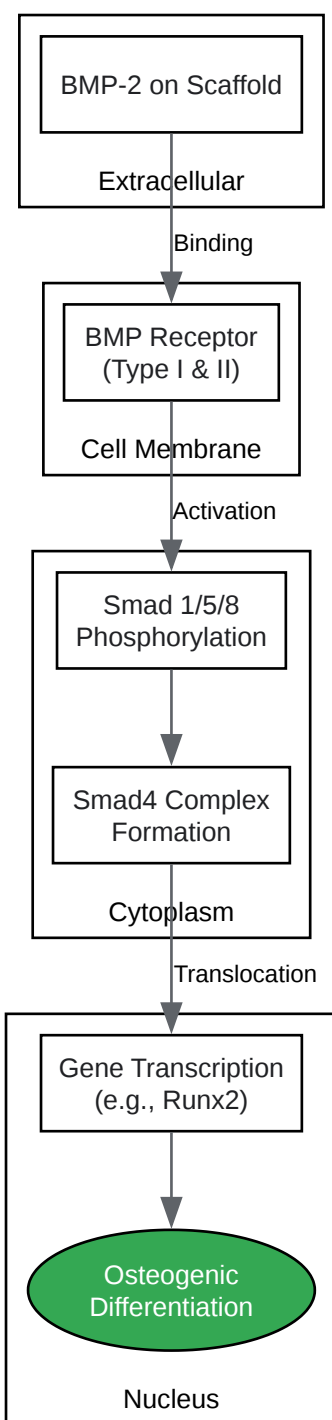 BMP-2 on Scaffold
Extracellular
Binding
BMP Receptor
(Type I & II)
Cell Membrane
Activation
Smad 1/5/8
Phosphorylation
Smad4 Complex
Formation
Cytoplasm
Translocation
Gene Transcription
(e.g., Runx2)
Osteogenic
Differentiation
Nucleus